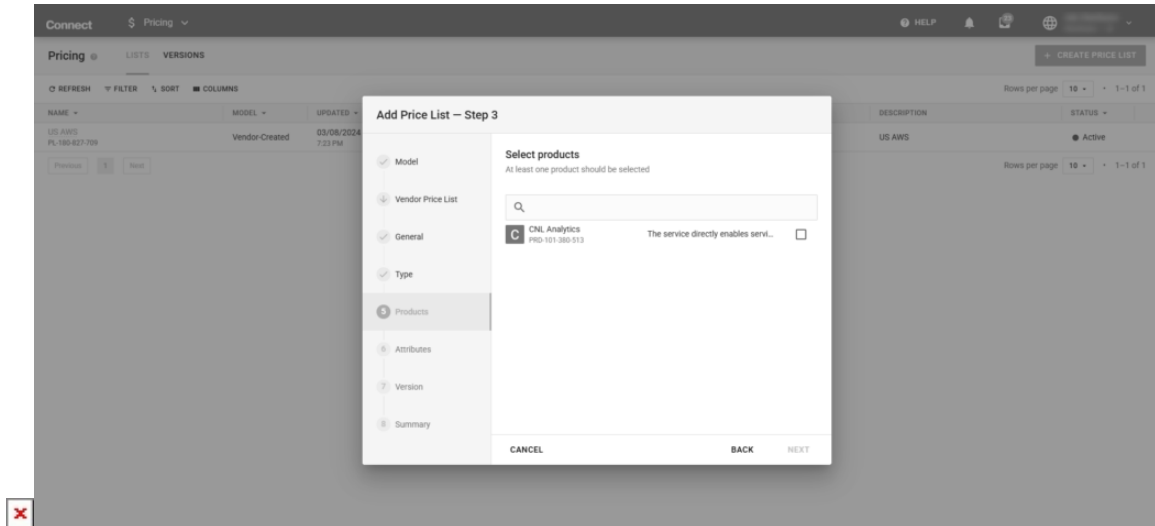 Connect $ Pricing HELP
Pricing LISTS VERSIONS + CREATE PRICE LIST
REFRESH FILTER SORT COLUMNS Rows per page 10 • 1–1 of 1
NAME MODEL UPDATED DESCRIPTION STATUS
US AWS Vendor-Created 03/08/2024 US AWS Active
PL-180-837-709 7:23 PM
Previous 1 Next Rows per page 10 • 1–1 of 1
Add Price List — Step 3
Model
Vendor Price List
General
Type
5 Products
6 Attributes
7 Version
8 Summary
Select products
At least one product should be selected
C CNL Analytics The service directly enables servi...
PRD-101-380-513
CANCEL BACK NEXT